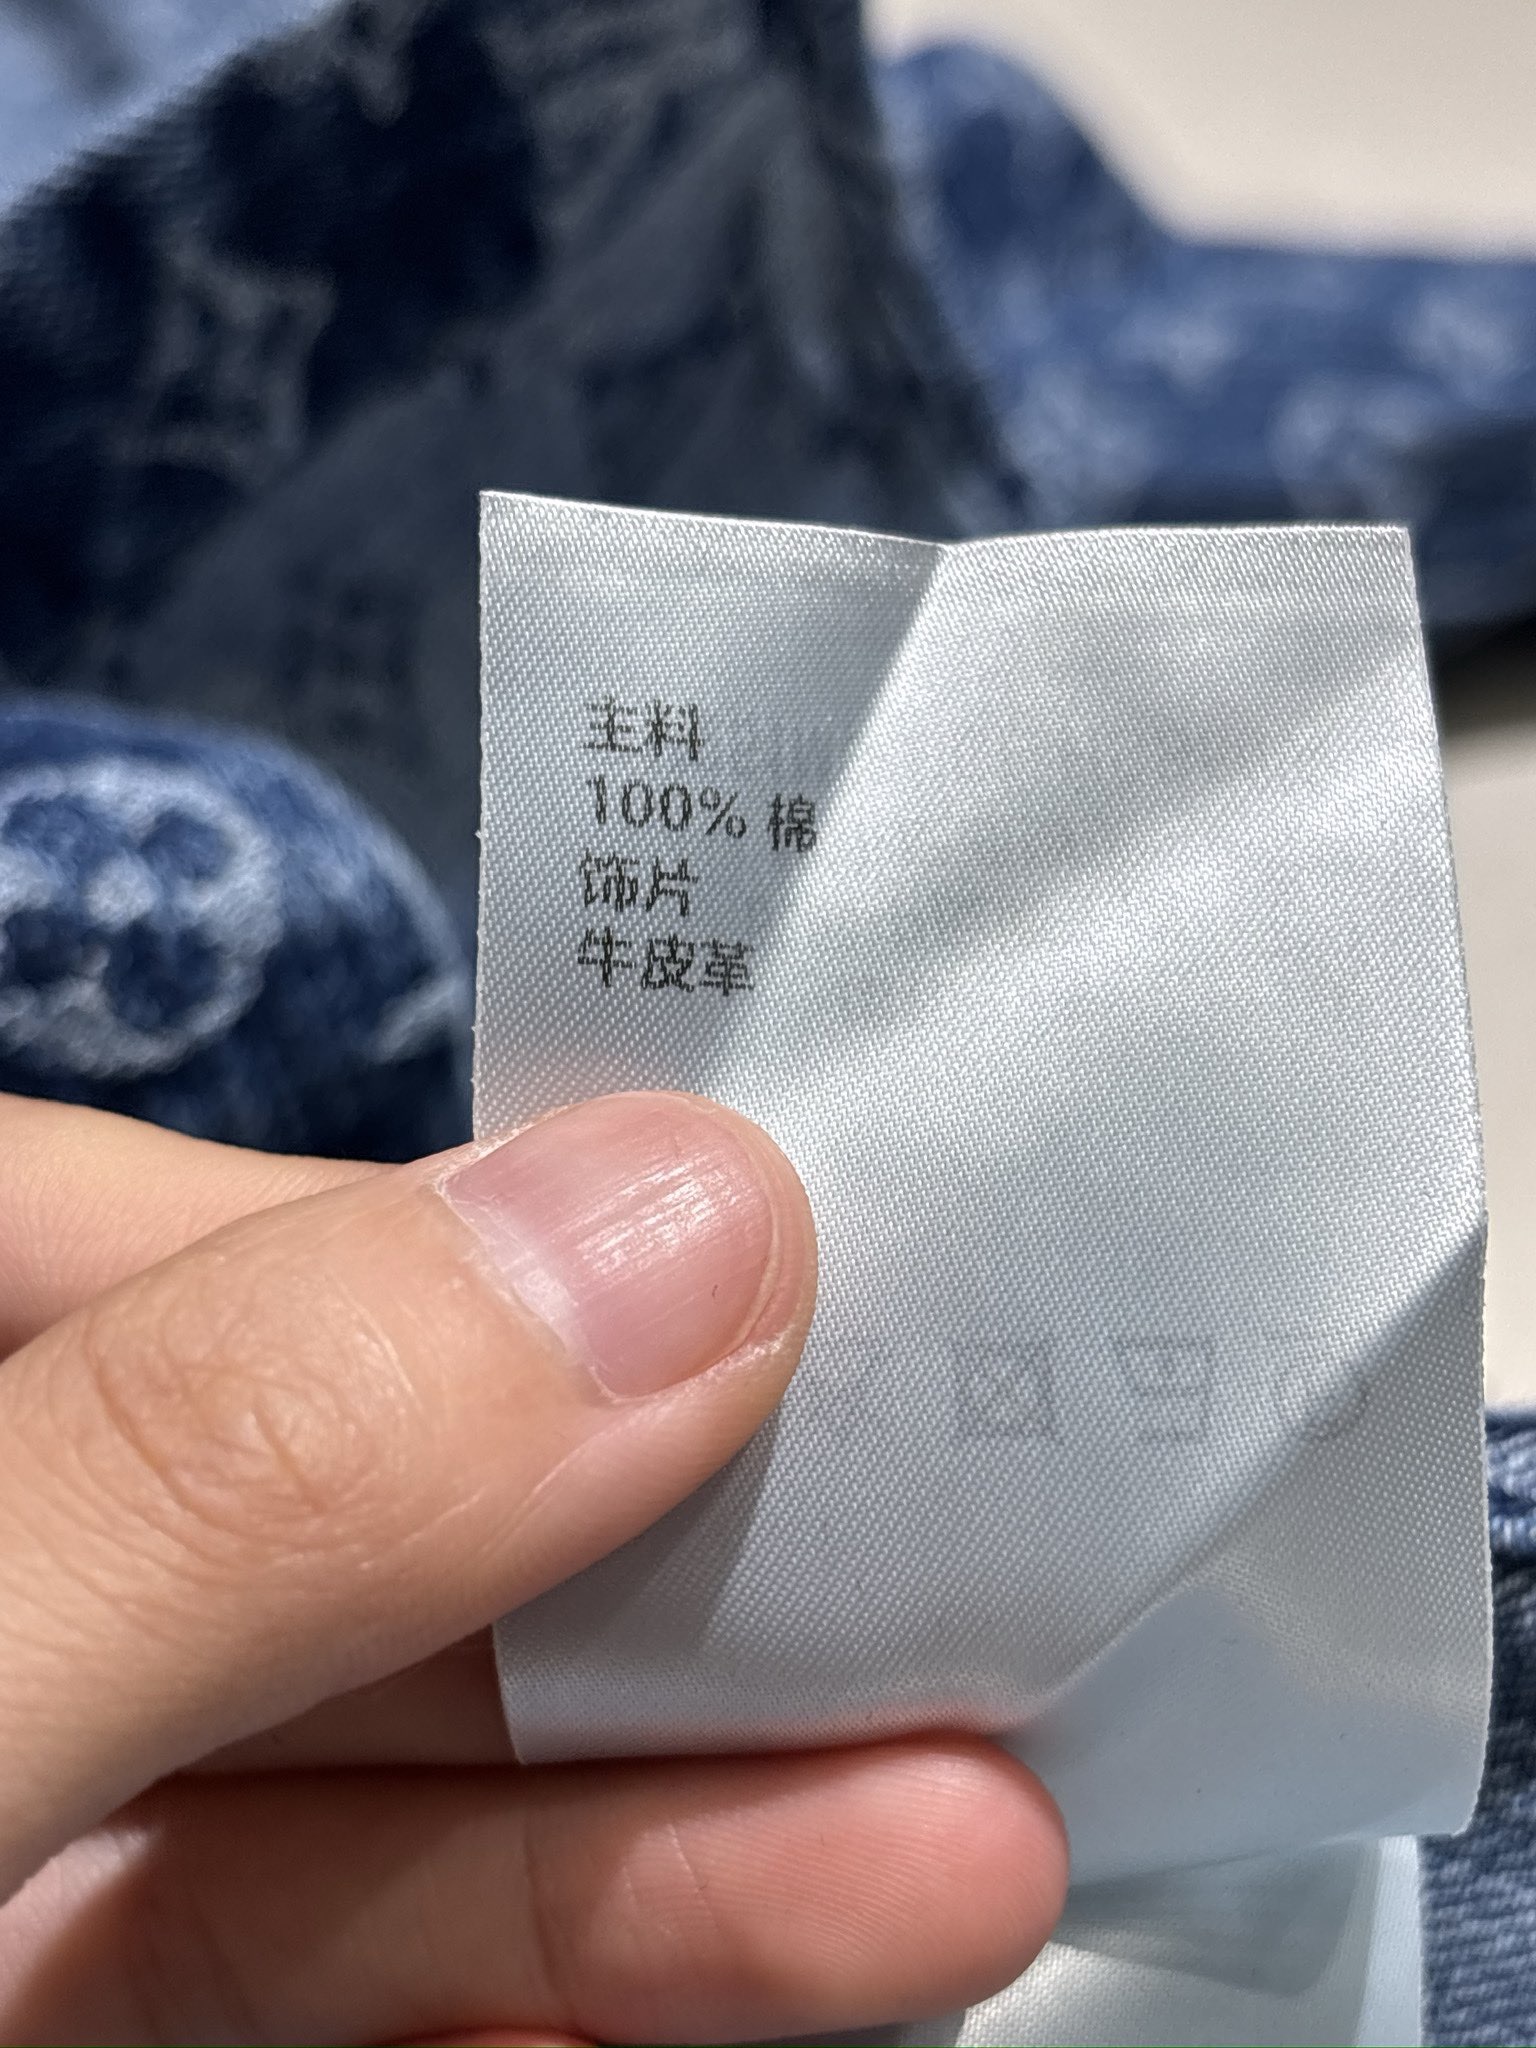 主料
100% 棉
饰片
牛皮革